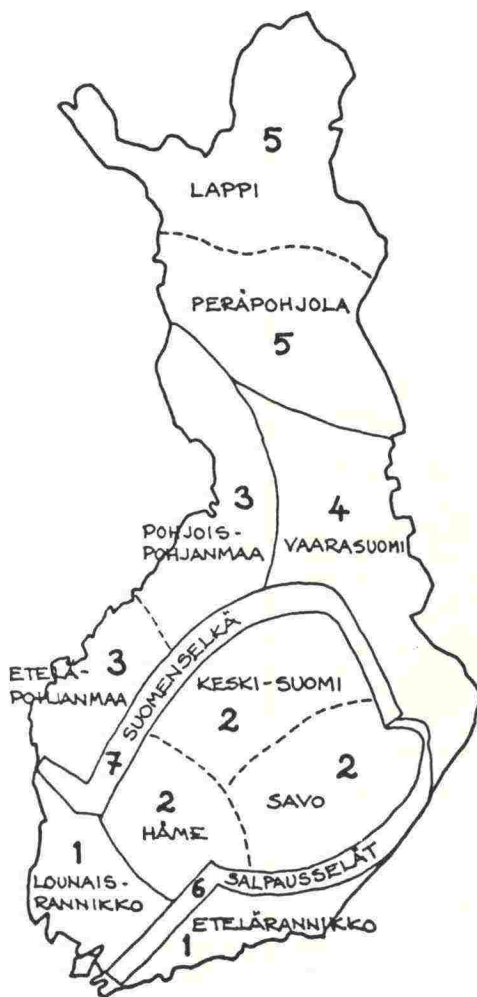 5
LAPPI
PERÄPOHJOLA
5
3
POHJOIS-
POHJANMAA
4
VAARASUOMI
3
ETELÄ-
POHJANMAA
7 SUOMENSELKÄ
KESKI-SUOMI
2
2
SAVO
2
HÄME
1
LOUNAIS-
RANNIKKO
6 SALPAUSSELÄT
ETELÄRANNIKKO
1